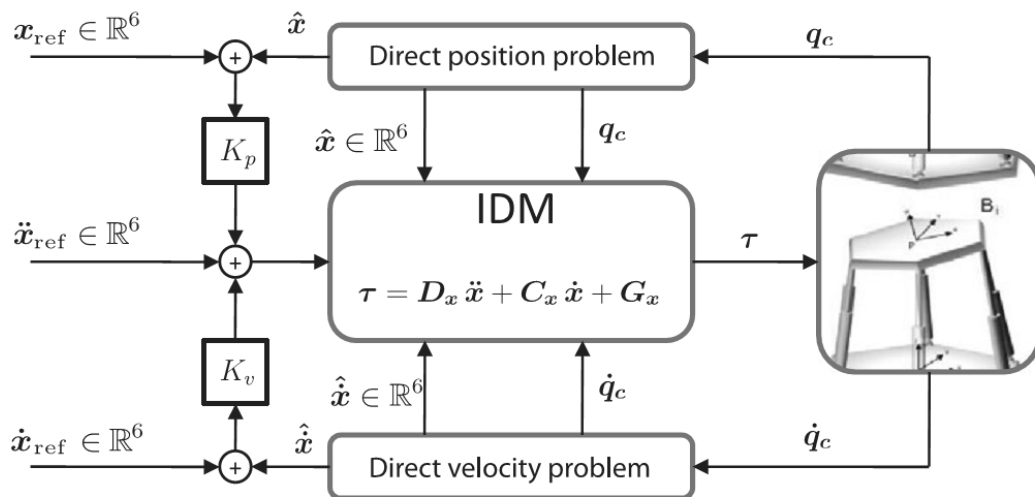 x_ref ∈ ℝ⁶
x̂
Direct position problem
q_c
+
K_p
x̂ ∈ ℝ⁶
q_c
ẍ_ref ∈ ℝ⁶
+
IDM
τ = D_x ẍ + C_x ẋ + G_x
τ
B i
P
K_v
ẋ̂ ∈ ℝ⁶
q̇_c
ẋ_ref ∈ ℝ⁶
+
ẋ̂
Direct velocity problem
q̇_c